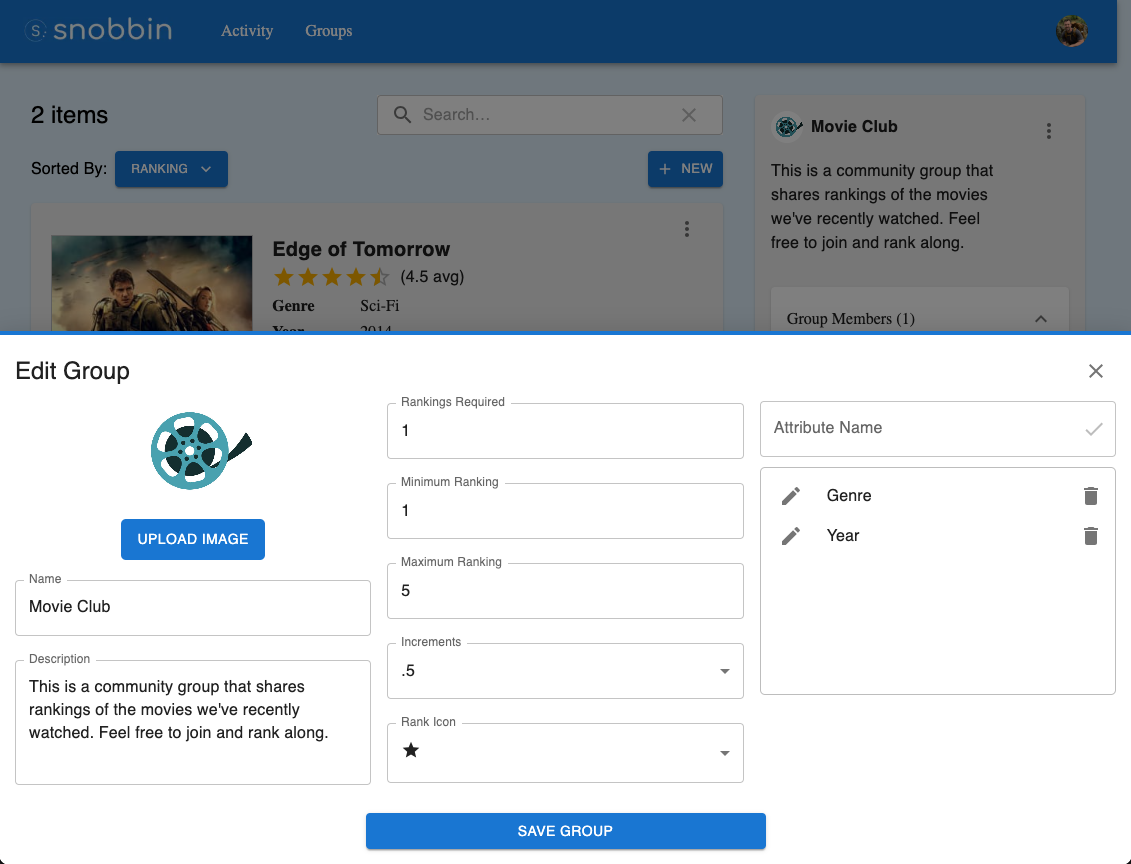 S. snobbin
Activity
Groups
2 items
Search...
Sorted By:
RANKING
+ NEW
Edge of Tomorrow
(4.5 avg)
Genre Sci-Fi
Year 2014
Movie Club
This is a community group that
shares rankings of the movies
we've recently watched. Feel
free to join and rank along.
Group Members (1)
Edit Group
UPLOAD IMAGE
Name
Movie Club
Description
This is a community group that shares
rankings of the movies we've recently
watched. Feel free to join and rank along.
Rankings Required
1
Minimum Ranking
1
Maximum Ranking
5
Increments
.5
Rank Icon
Attribute Name
Genre
Year
SAVE GROUP